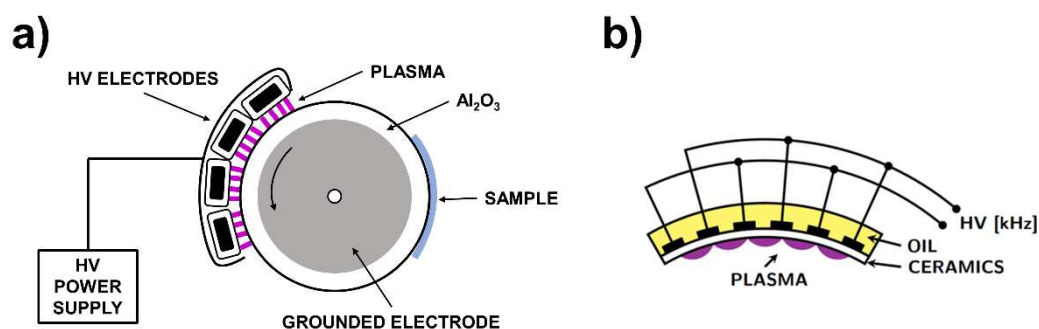 a)
HV ELECTRODES
PLASMA
Al₂O₃
SAMPLE
HV
POWER
SUPPLY
GROUNDED ELECTRODE
b)
HV [kHz]
OIL
CERAMICS
PLASMA